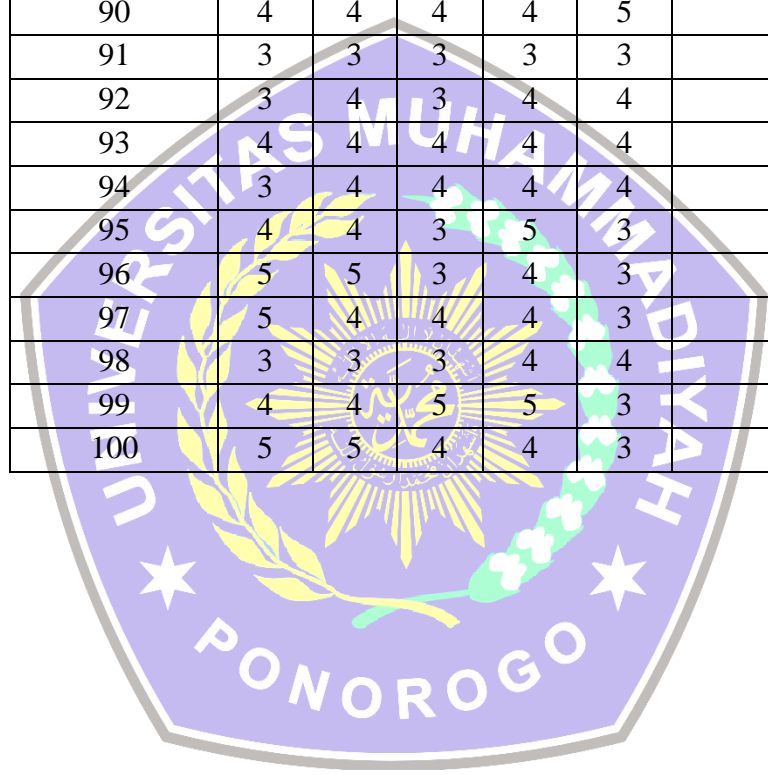 90 4 4 4 4 5
91 3 3 3 3 3
92 3 4 3 4 4
93 4 4 4 4 4
94 3 4 4 4 4
95 4 4 3 5 3
96 5 5 3 4 3
97 5 4 4 4 3
98 3 3 3 4 4
99 4 4 5 5 3
100 5 5 4 4 3
UNIVERSITAS MUHAMMADIYAH
PONOROGO